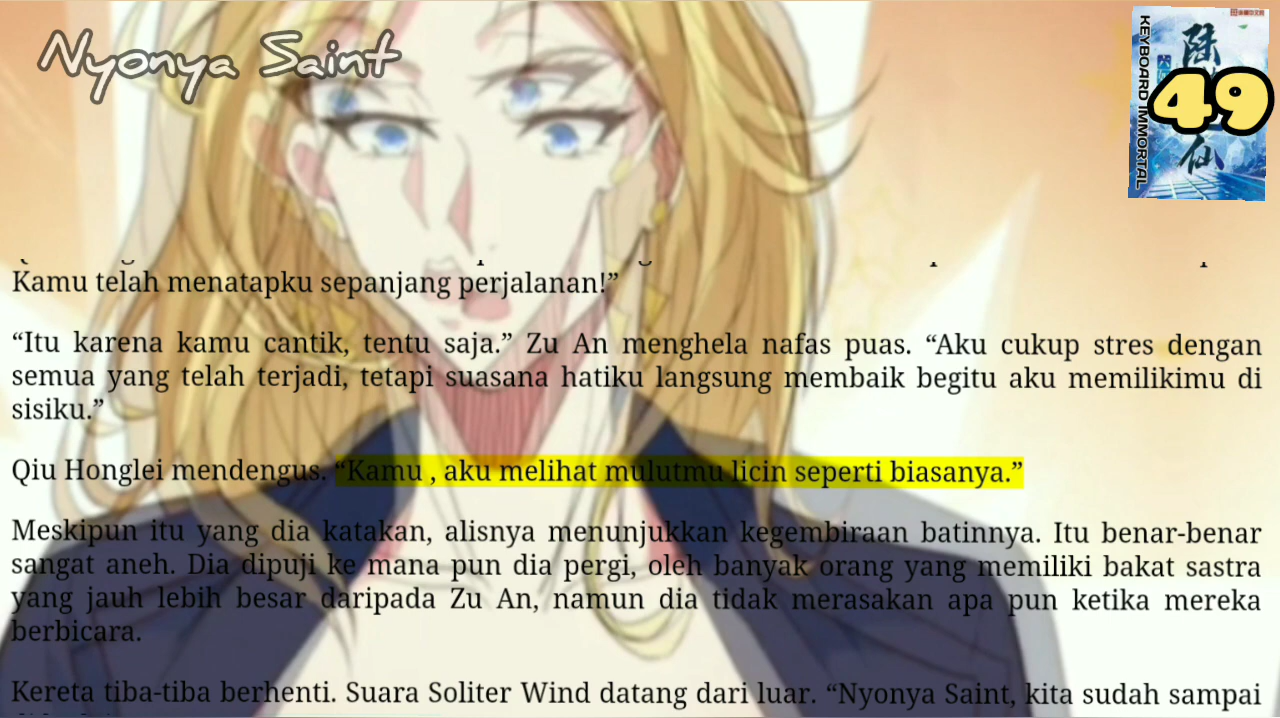 Nyonya Saint
KEYBOARD IMMORTAL
49
Kamu telah menatapku sepanjang perjalanan!”
“Itu karena kamu cantik, tentu saja.” Zu An menghela nafas puas. “Aku cukup stres dengan
semua yang telah terjadi, tetapi suasana hatiku langsung membaik begitu aku memilikimu di
sisiku.”
Qiu Honglei mendengus. “Kamu , aku melihat mulutmu licin seperti biasanya.”
Meskipun itu yang dia katakan, alisnya menunjukkan kegembiraan batinnya. Itu benar-benar
sangat aneh. Dia dipuji ke mana pun dia pergi, oleh banyak orang yang memiliki bakat sastra
yang jauh lebih besar daripada Zu An, namun dia tidak merasakan apa pun ketika mereka
berbicara.
Kereta tiba-tiba berhenti. Suara Soliter Wind datang dari luar. “Nyonya Saint, kita sudah sampai